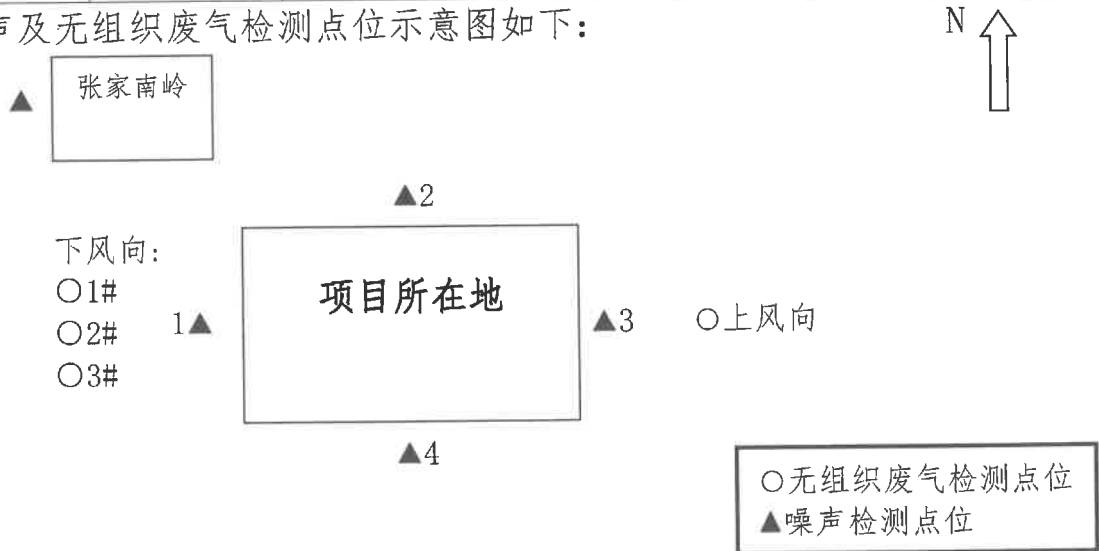 声及无组织废气检测点位示意图如下：
N
张家南岭
▲
▲2
下风向：
○1#
○2#
○3#
1▲
项目所在地
▲3
○上风向
▲4
○无组织废气检测点位
▲噪声检测点位